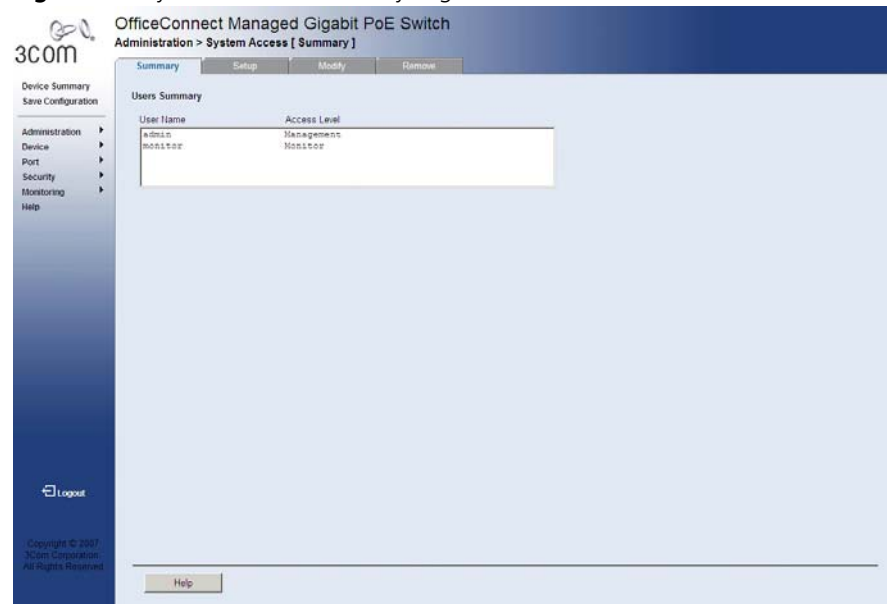 OfficeConnect Managed Gigabit PoE Switch
Administration > System Access [ Summary ]
3COM
Summary Setup Modify Remove
Device Summary
Save Configuration
Administration
Device
Port
Security
Monitoring
Help
Users Summary
User Name Access Level
admin Management
monitor Monitor
Logout
Copyright © 2007
3Com Corporation.
All Rights Reserved.
Help